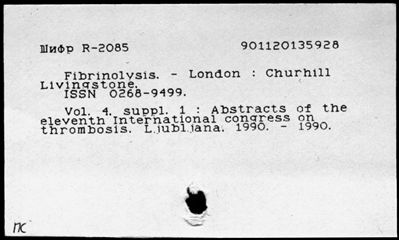 Шифр R-2085 901120135928
Fibrinolysis. - London : Churhill
Livingstone.
ISSN 0268-9499.
Vol. 4. suppl. 1 : Abstracts of the
eleventh International congress on
thrombosis. Ljubljana. 1990. - 1990.
ПС